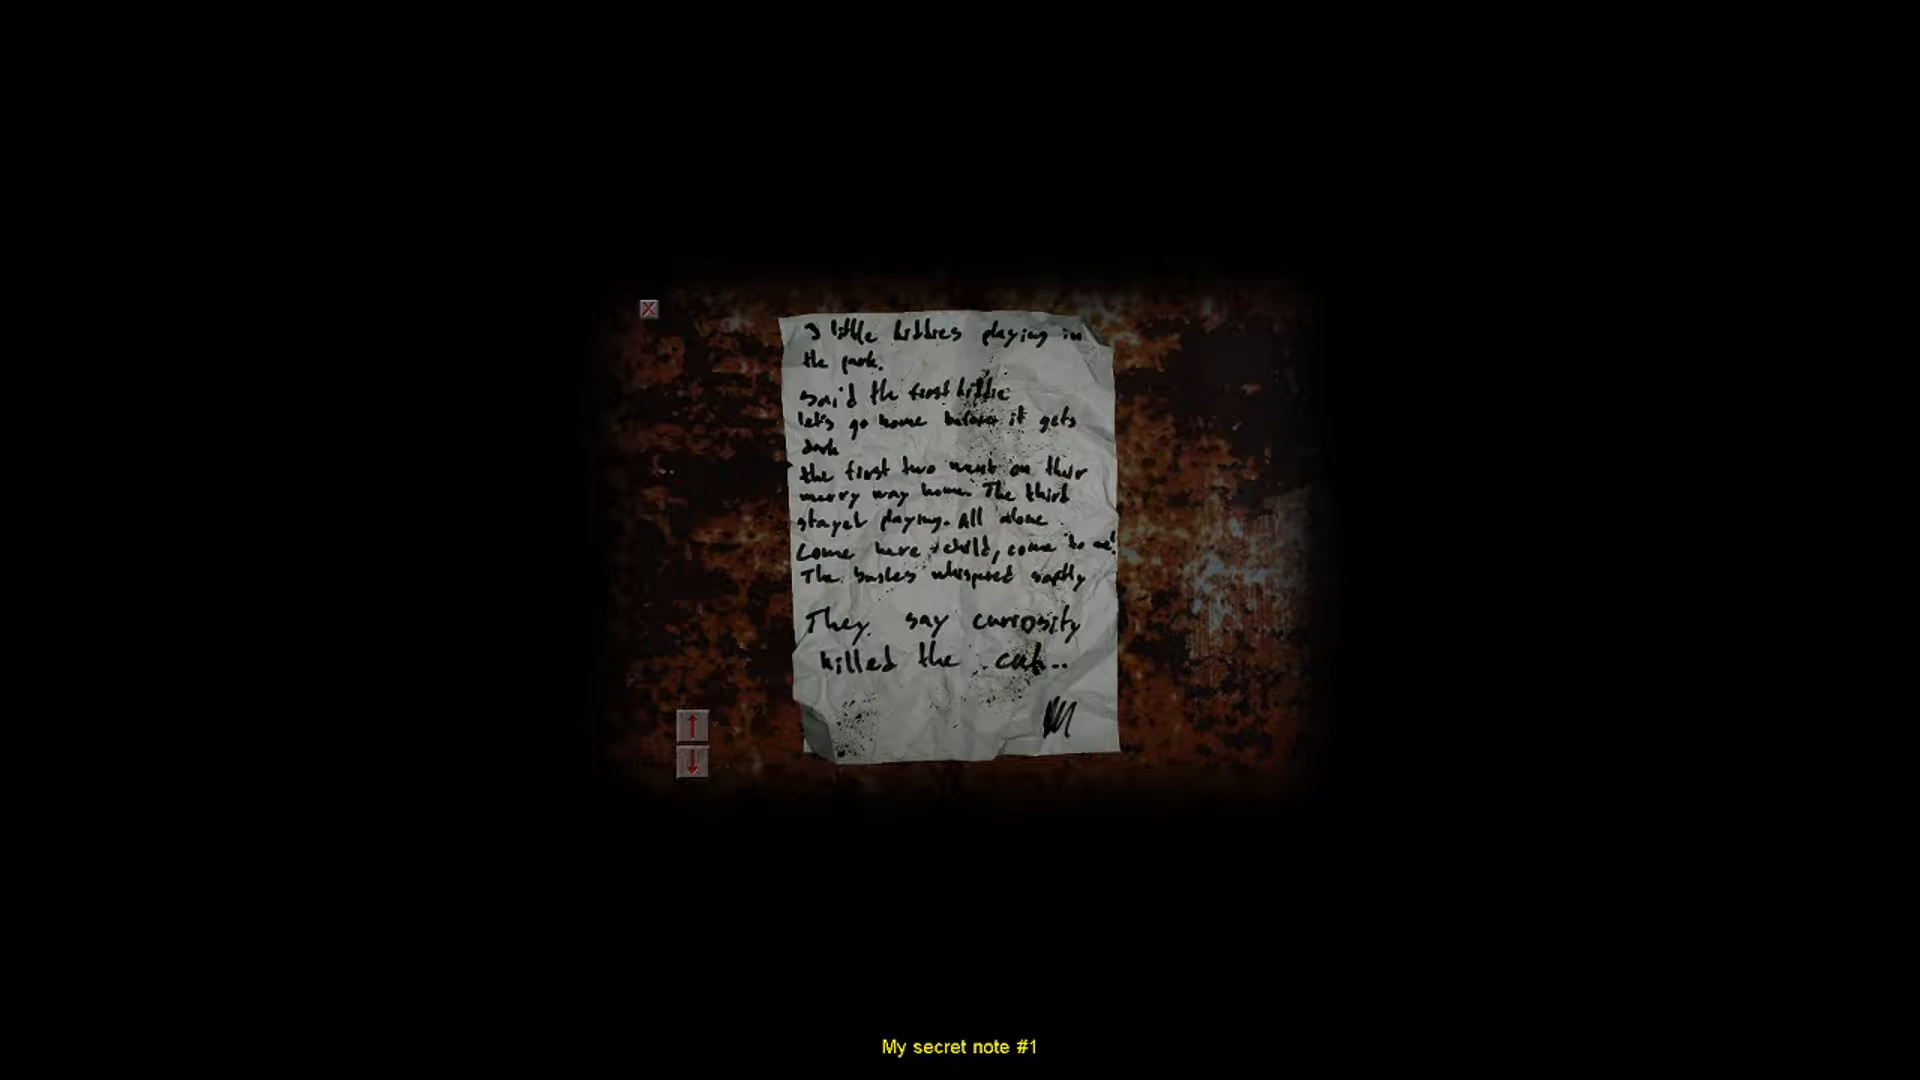 3 little kiddies playing in
the park.
said the first kiddie
let's go home before it gets
dark
the first two went on their
merry way home. The third
stayed playing. All alone
Come here child, come to me!
The bushes whispered softly
They say curiosity
killed the cat..
My secret note #1